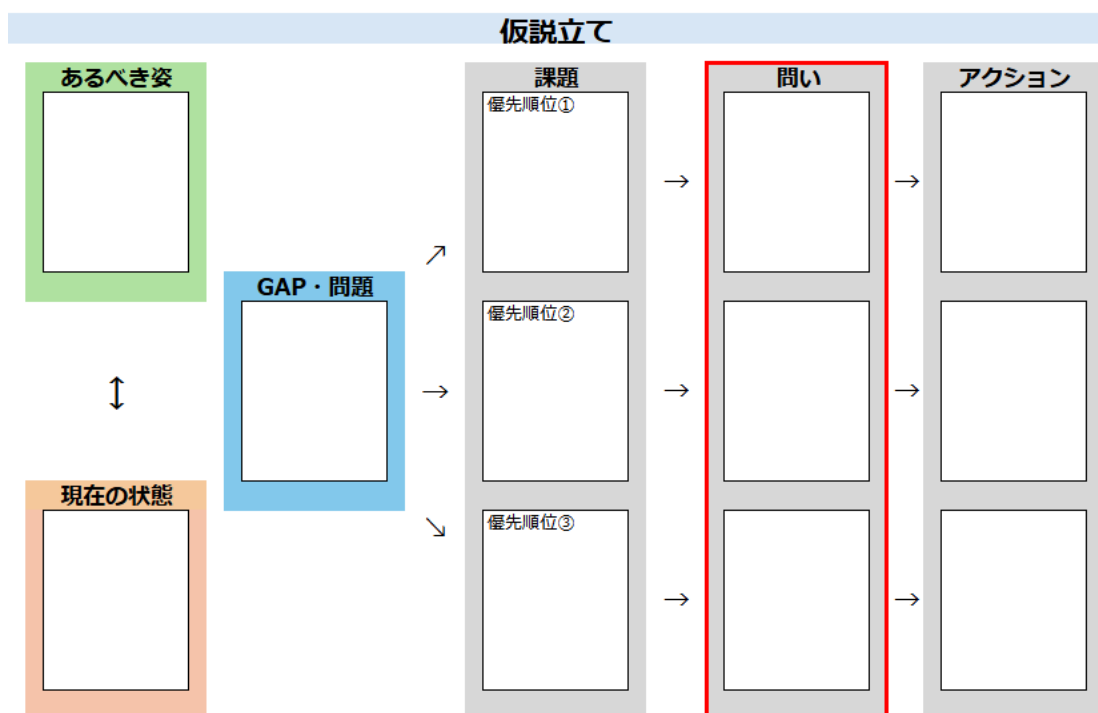 仮説立て
あるべき姿
↕
現在の状態
GAP・問題
↗
→
↘
課題
優先順位①
優先順位②
優先順位③
→
→
→
問い
→
→
→
アクション